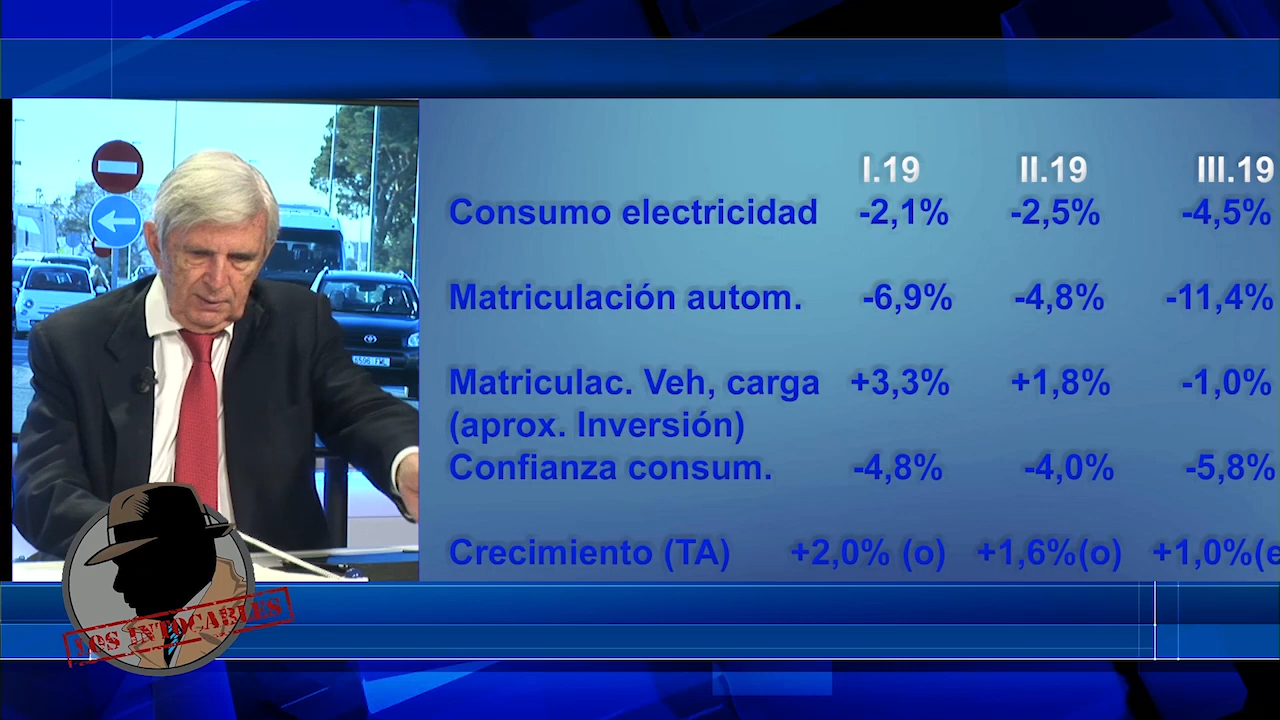 I.19 II.19 III.19
Consumo electricidad -2,1% -2,5% -4,5%
Matriculación autom. -6,9% -4,8% -11,4%
Matriculac. Veh, carga +3,3% +1,8% -1,0%
(aprox. Inversión)
Confianza consum. -4,8% -4,0% -5,8%
Crecimiento (TA) +2,0% (o) +1,6%(o) +1,0%(e
LOS INTOCABLES